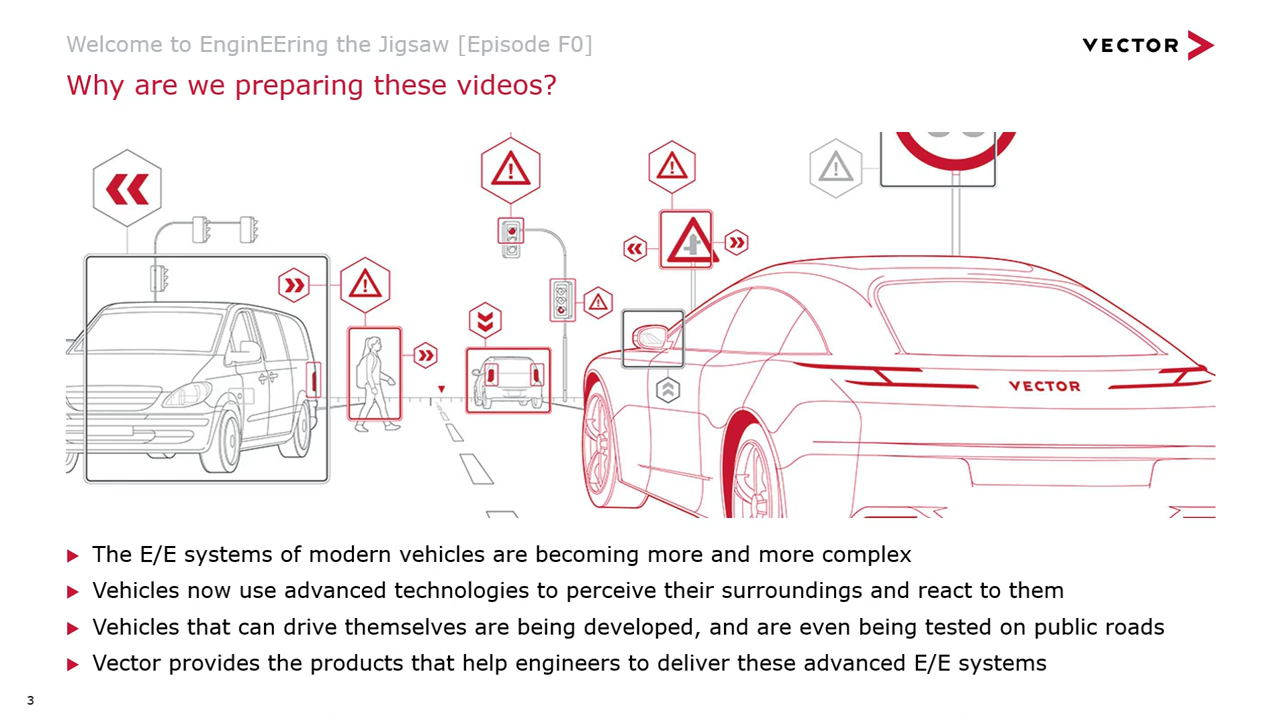 Welcome to EnginEEring the Jigsaw [Episode F0]
VECTOR
Why are we preparing these videos?
VECTOR
The E/E systems of modern vehicles are becoming more and more complex
Vehicles now use advanced technologies to perceive their surroundings and react to them
Vehicles that can drive themselves are being developed, and are even being tested on public roads
Vector provides the products that help engineers to deliver these advanced E/E systems
3